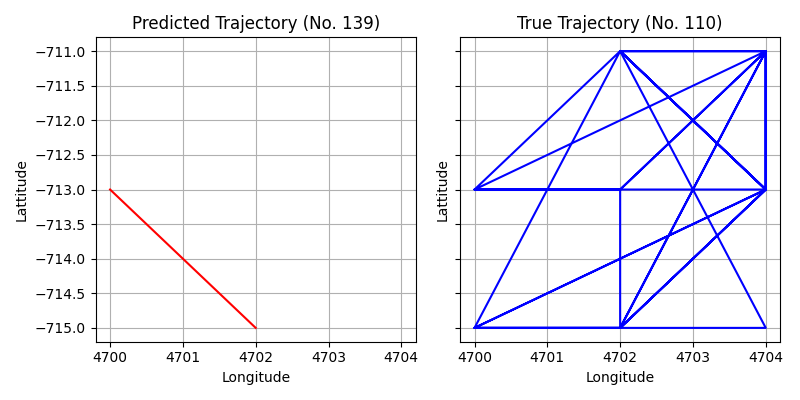 Predicted Trajectory (No. 139)
True Trajectory (No. 110)
−711.0
−711.5
−712.0
−712.5
−713.0
−713.5
−714.0
−714.5
−715.0
Lattitude
Lattitude
4700 4701 4702 4703 4704
4700 4701 4702 4703 4704
Longitude
Longitude